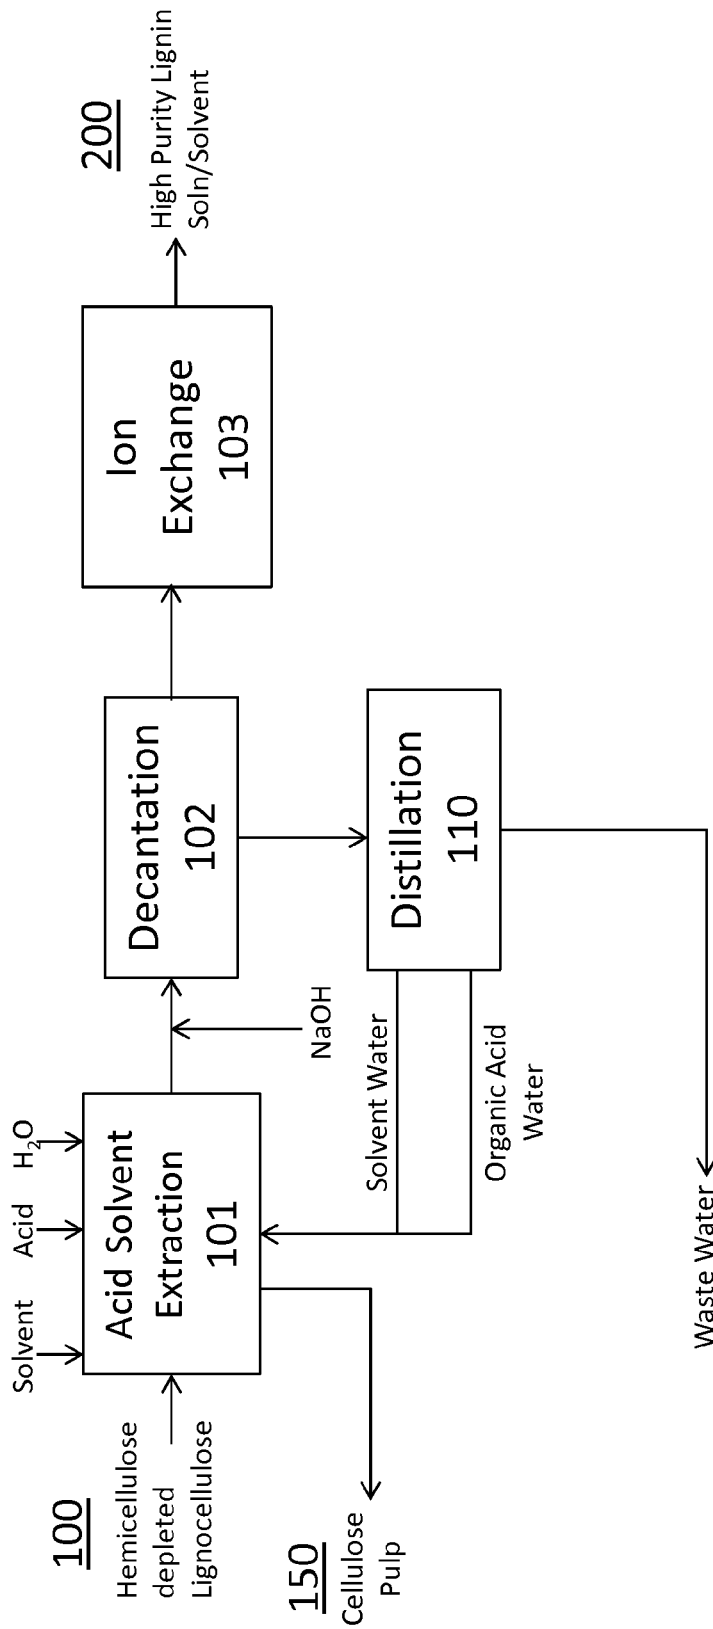 100
Hemicellulose
depleted
Lignocellulose
Solvent
Acid
H₂O
Acid Solvent
Extraction
101
150
Cellulose
Pulp
NaOH
Decantation
102
Solvent Water
Organic Acid
Water
Distillation
110
Waste Water
Ion
Exchange
103
200
High Purity Lignin
Soln/Solvent